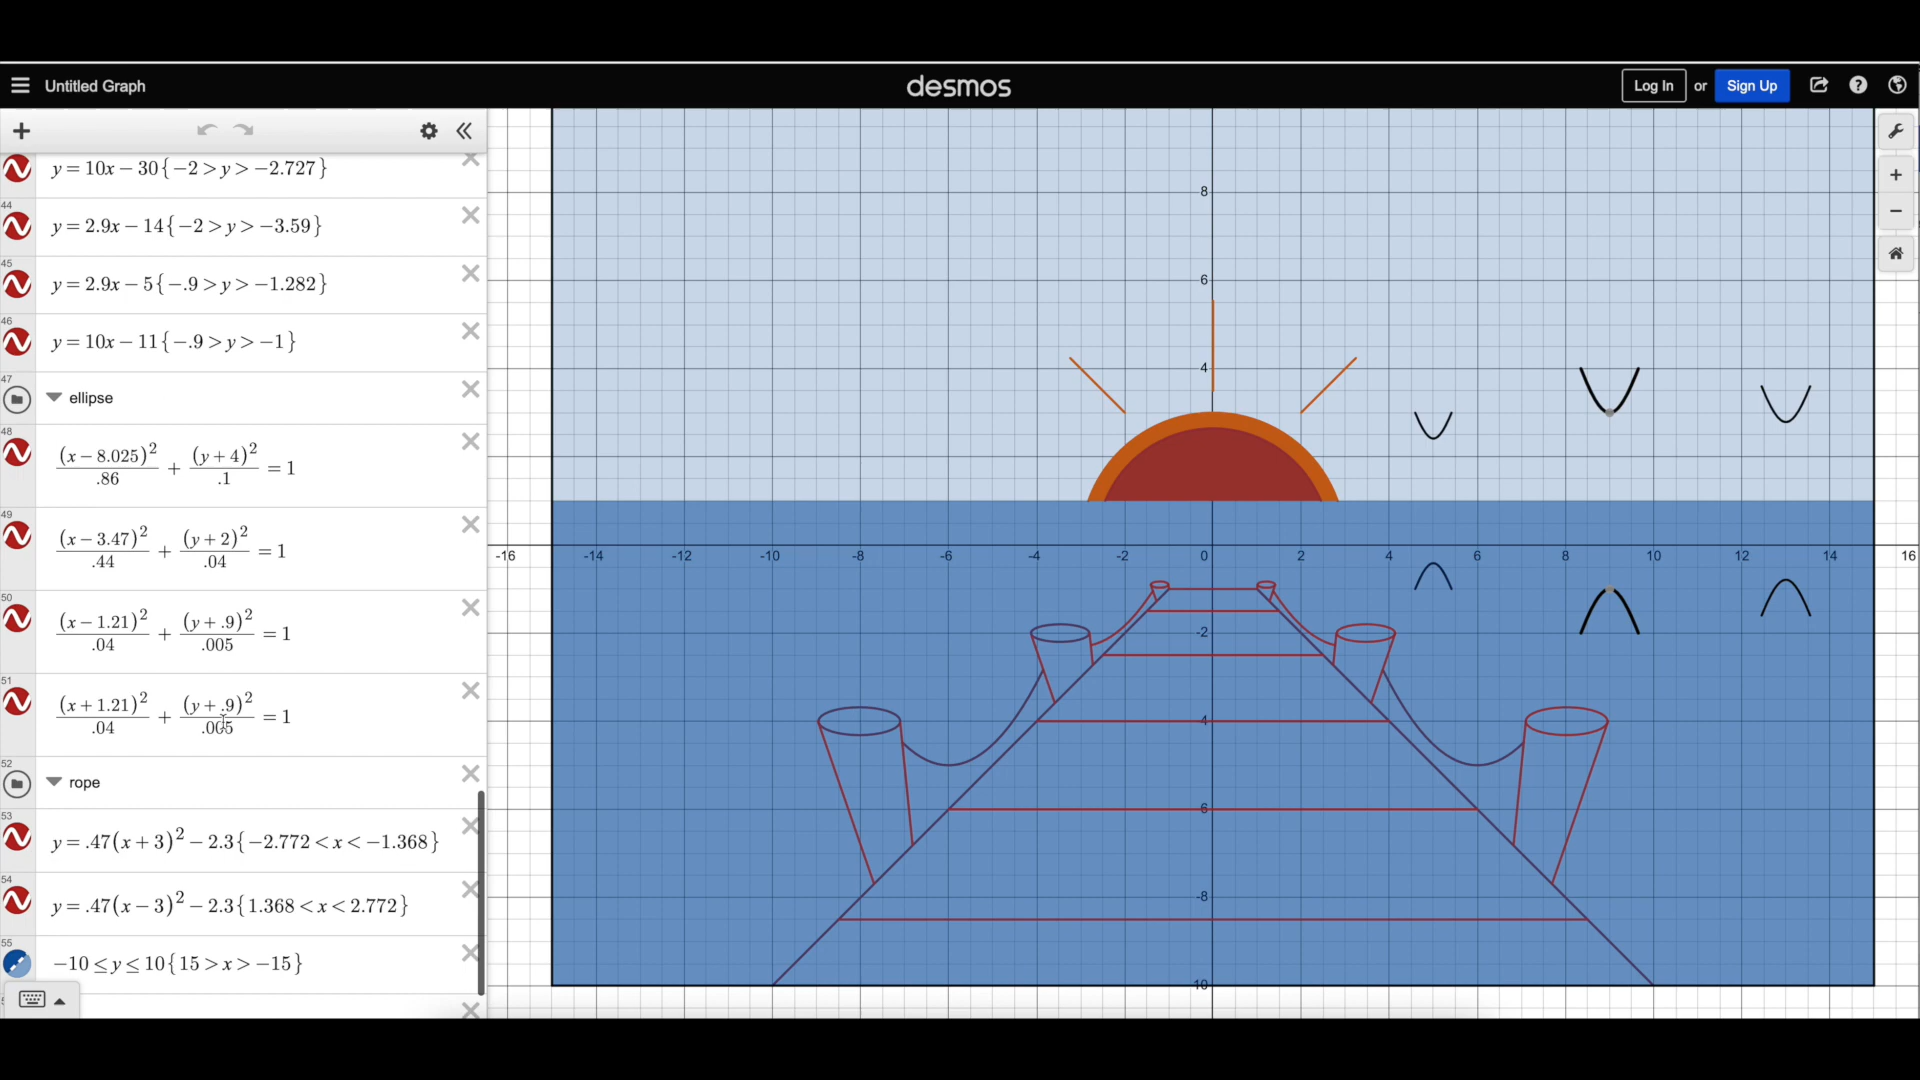 Untitled Graph
desmos
Log In or Sign Up
y = 10x − 30{−2 > y > −2.727}
44
y = 2.9x − 14{−2 > y > −3.59}
45
y = 2.9x − 5{−.9 > y > −1.282}
46
y = 10x − 11{−.9 > y > −1}
47
ellipse
48
(x − 8.025)²/.86 + (y + 4)²/.1 = 1
49
(x − 3.47)²/.44 + (y + 2)²/.04 = 1
50
(x − 1.21)²/.04 + (y + .9)²/.005 = 1
51
(x + 1.21)²/.04 + (y + .9)²/.005 = 1
52
rope
53
y = .47(x + 3)² − 2.3{−2.772 < x < −1.368}
54
y = .47(x − 3)² − 2.3{1.368 < x < 2.772}
55
−10 ≤ y ≤ 10{15 > x > −15}
8
6
4
-16 -14 -12 -10 -8 -6 -4 -2 0 2 4 6 8 10 12 14 16
-2
-4
-6
-8
-10